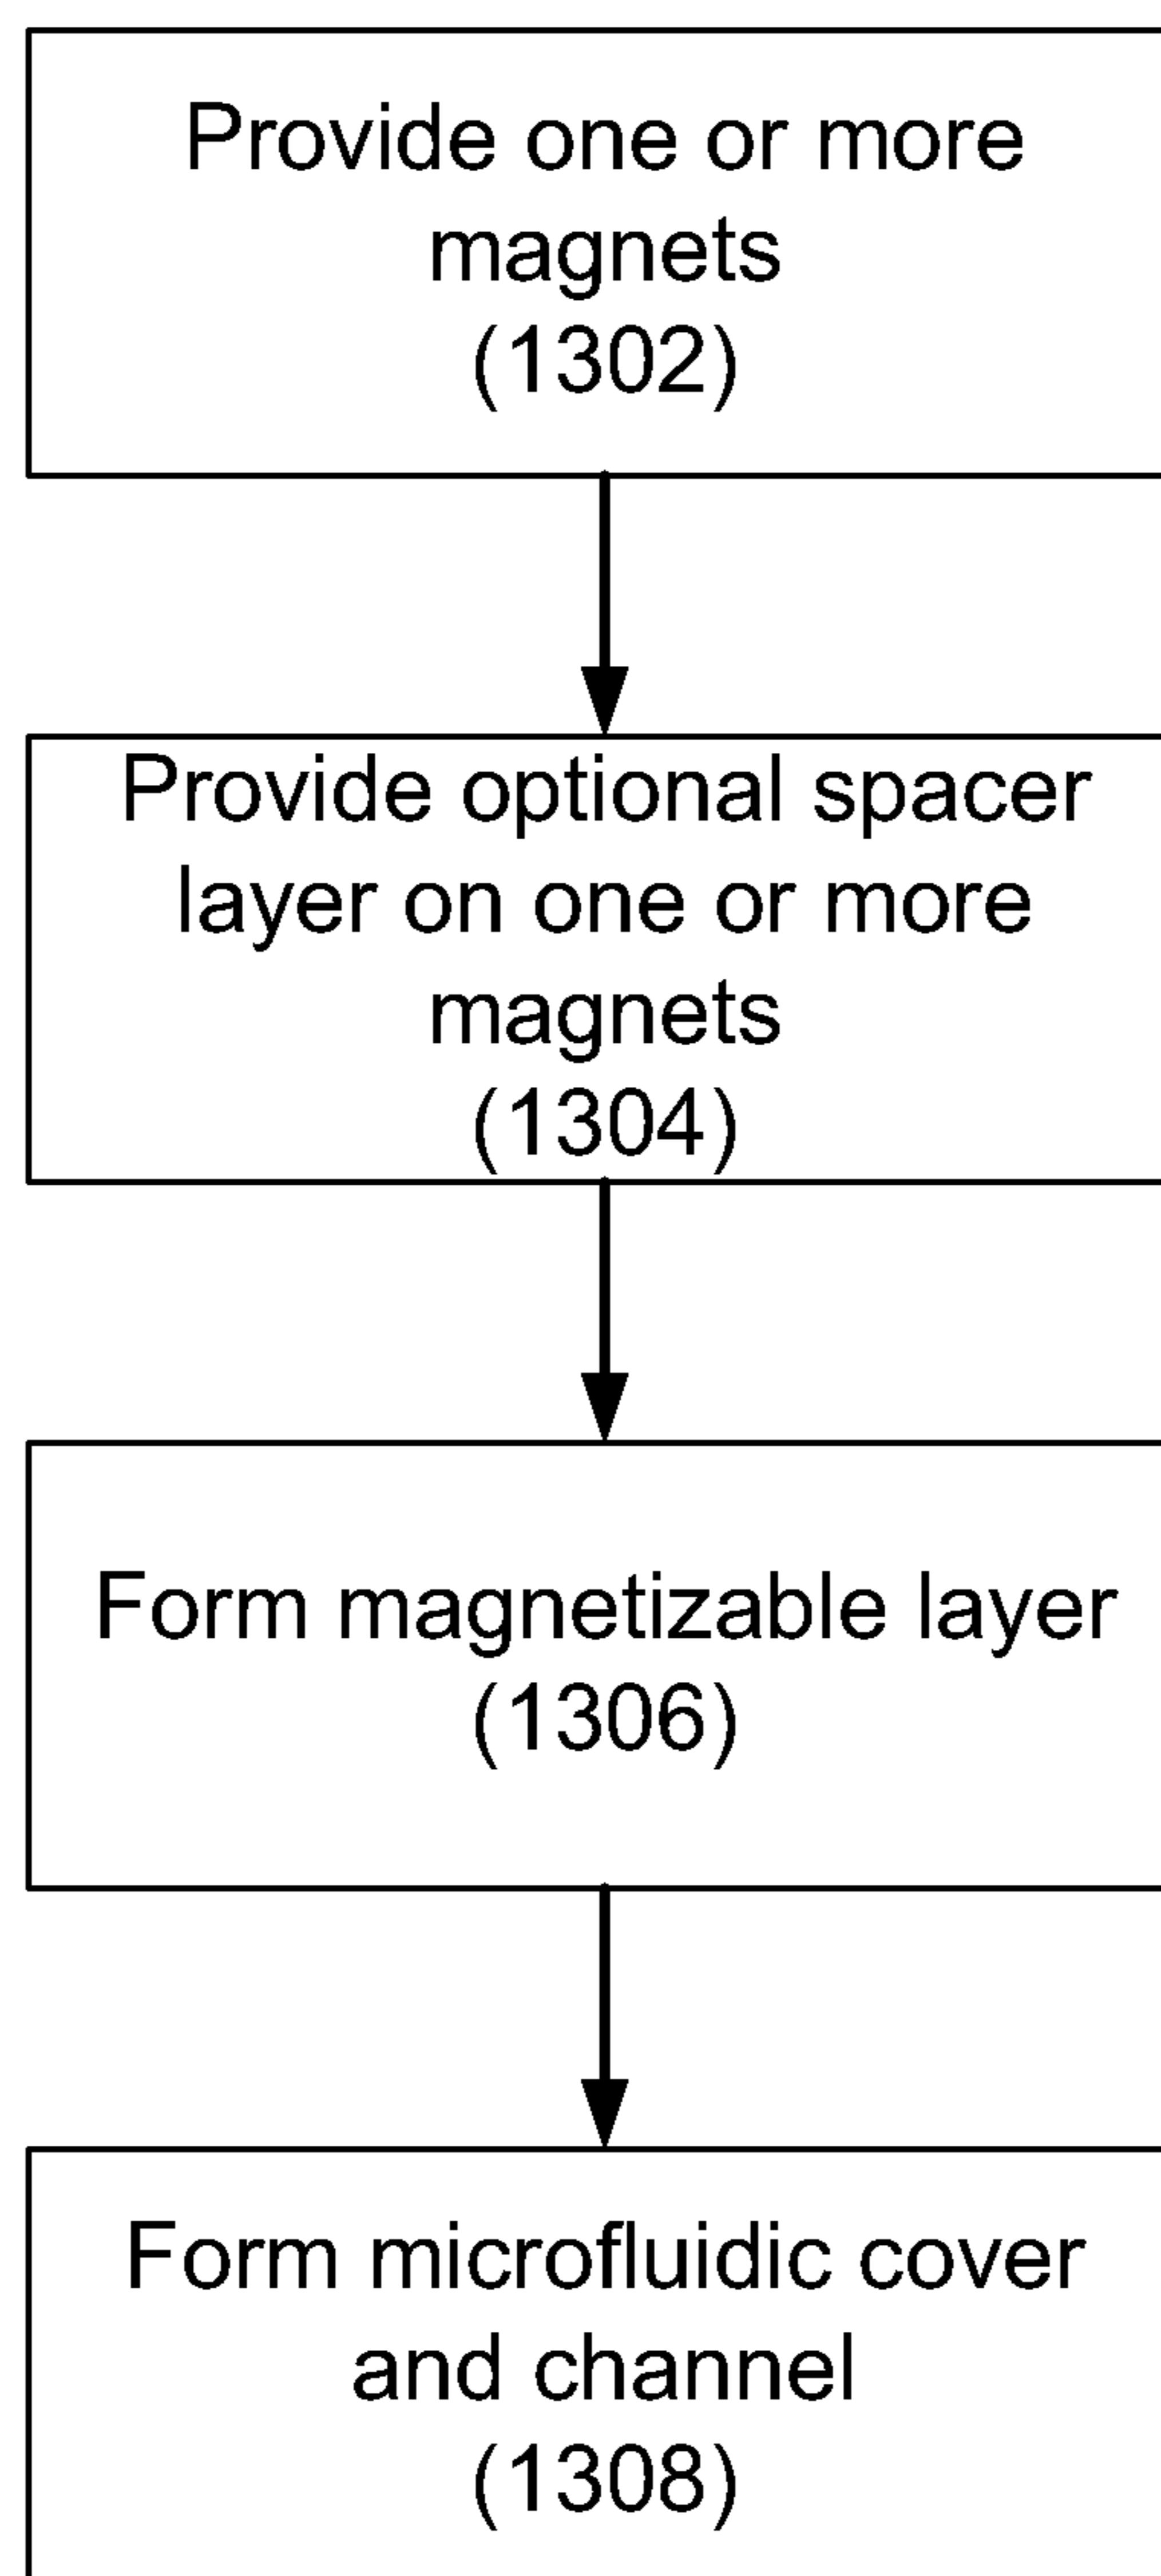 Provide one or more
magnets
(1302)
Provide optional spacer
layer on one or more
magnets
(1304)
Form magnetizable layer
(1306)
Form microfluidic cover
and channel
(1308)